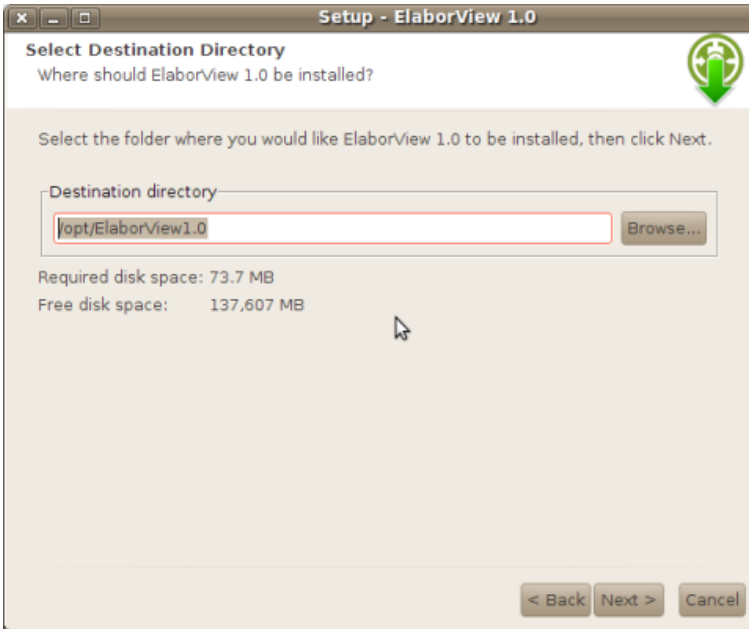 Setup - ElaborView 1.0
Select Destination Directory
Where should ElaborView 1.0 be installed?
Select the folder where you would like ElaborView 1.0 to be installed, then click Next.
Destination directory
/opt/ElaborView1.0 Browse...
Required disk space: 73.7 MB
Free disk space: 137,607 MB
< Back Next > Cancel